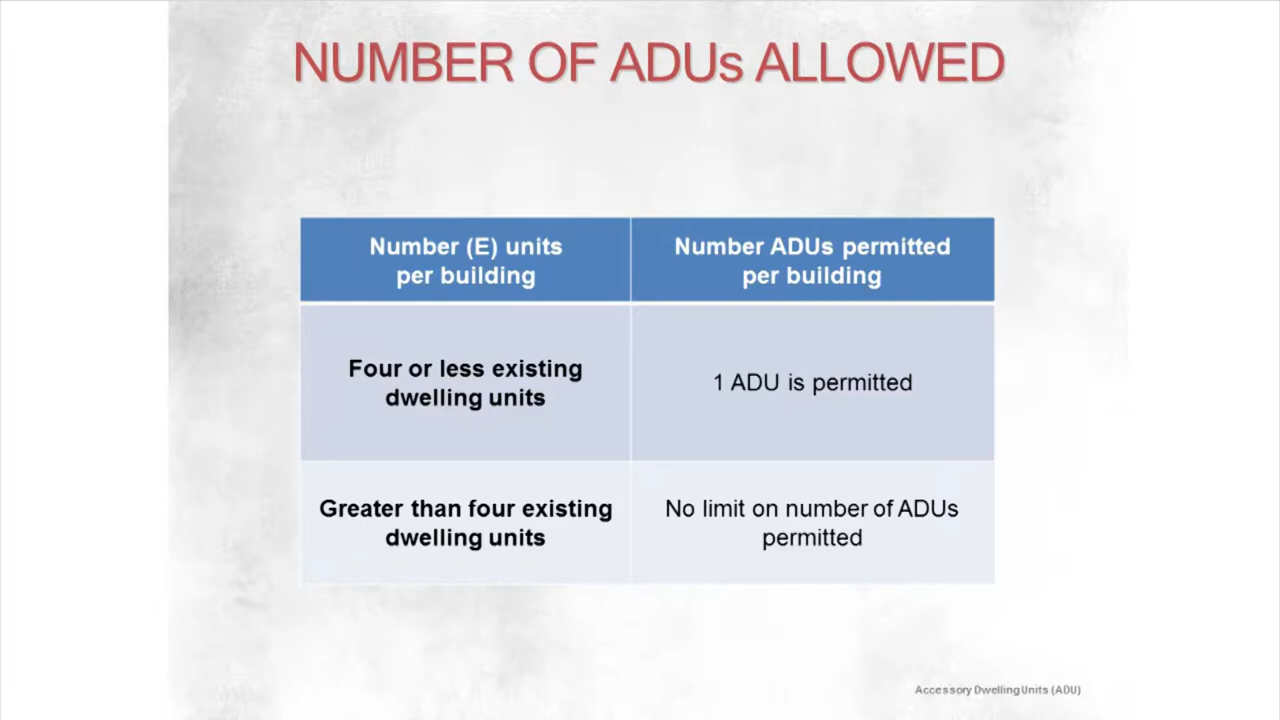 NUMBER OF ADUs ALLOWED
Number (E) units
per building
Number ADUs permitted
per building
Four or less existing
dwelling units
1 ADU is permitted
Greater than four existing
dwelling units
No limit on number of ADUs
permitted
Accessory Dwelling Units (ADU)